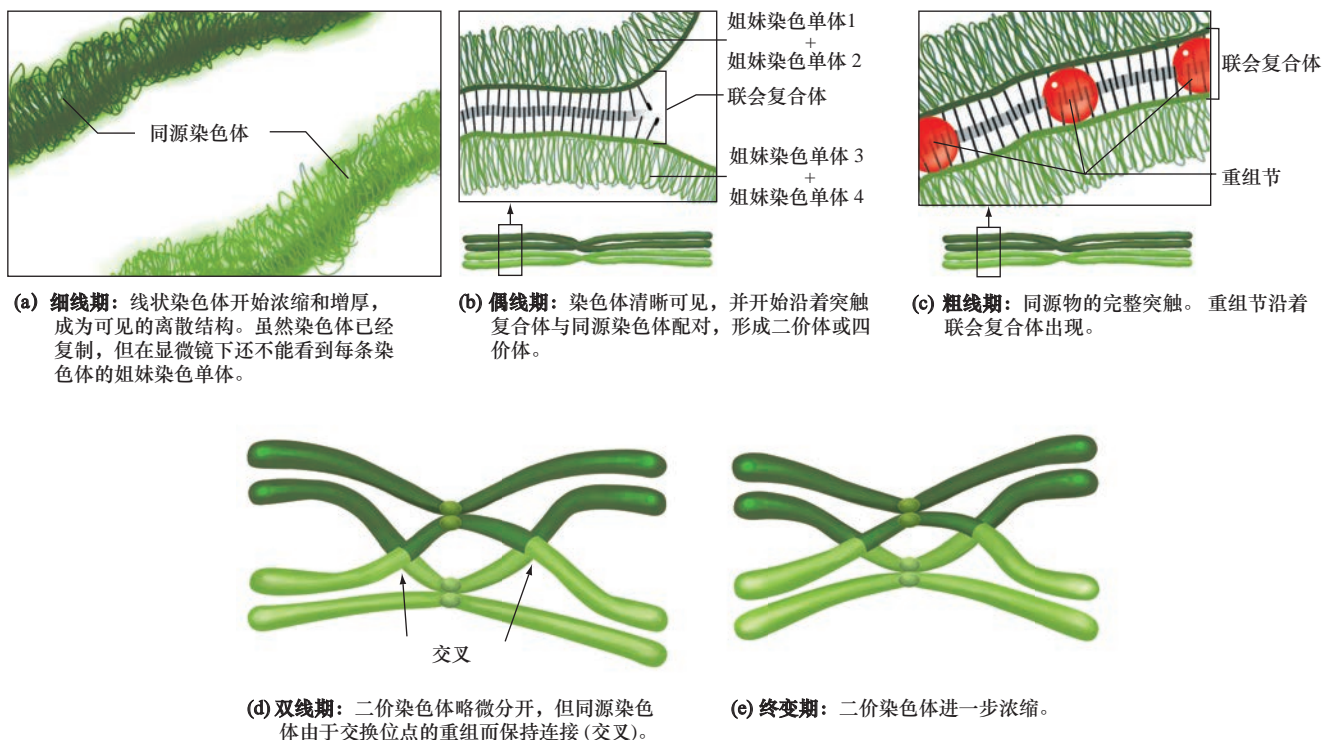 同源染色体
姐妹染色单体1
+
姐妹染色单体 2
联会复合体
姐妹染色单体 3
+
姐妹染色单体 4
联会复合体
重组节
(a) 细线期：线状染色体开始浓缩和增厚，
成为可见的离散结构。虽然染色体已经
复制，但在显微镜下还不能看到每条染
色体的姐妹染色单体。
(b) 偶线期：染色体清晰可见，并开始沿着突触
复合体与同源染色体配对，形成二价体或四
价体。
(c) 粗线期：同源物的完整突触。 重组节沿着
联会复合体出现。
交叉
(d) 双线期：二价染色体略微分开，但同源染色
体由于交换位点的重组而保持连接 (交叉)。
(e) 终变期：二价染色体进一步浓缩。